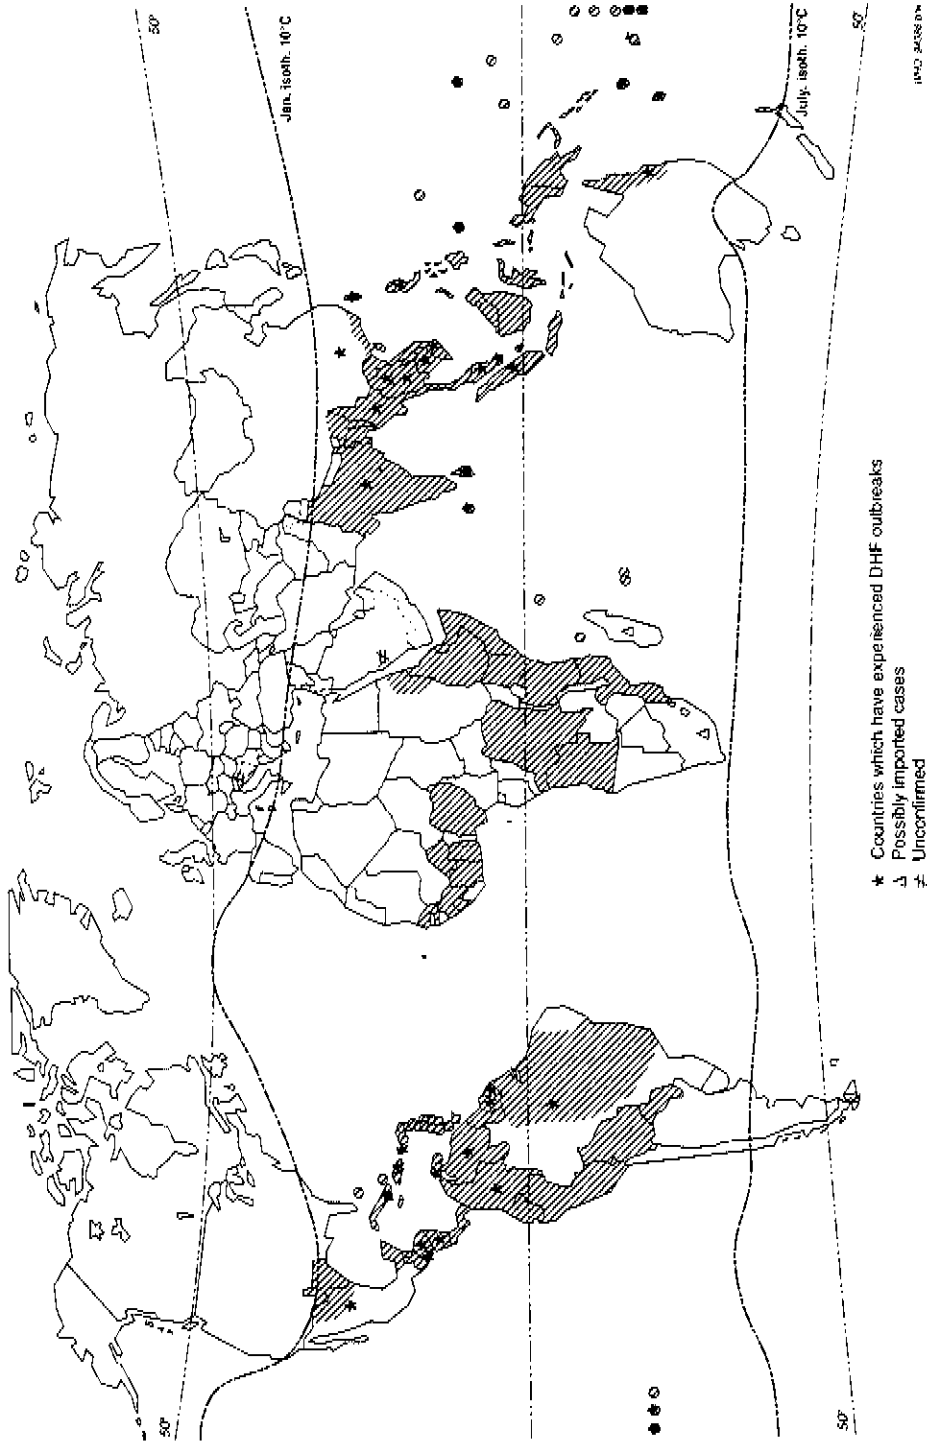 50°
50°
Jan. isoth. 10°C
July. isoth. 10°C
50°
50°
* Countries which have experienced DHF outbreaks
Possibly imported cases
Unconfirmed